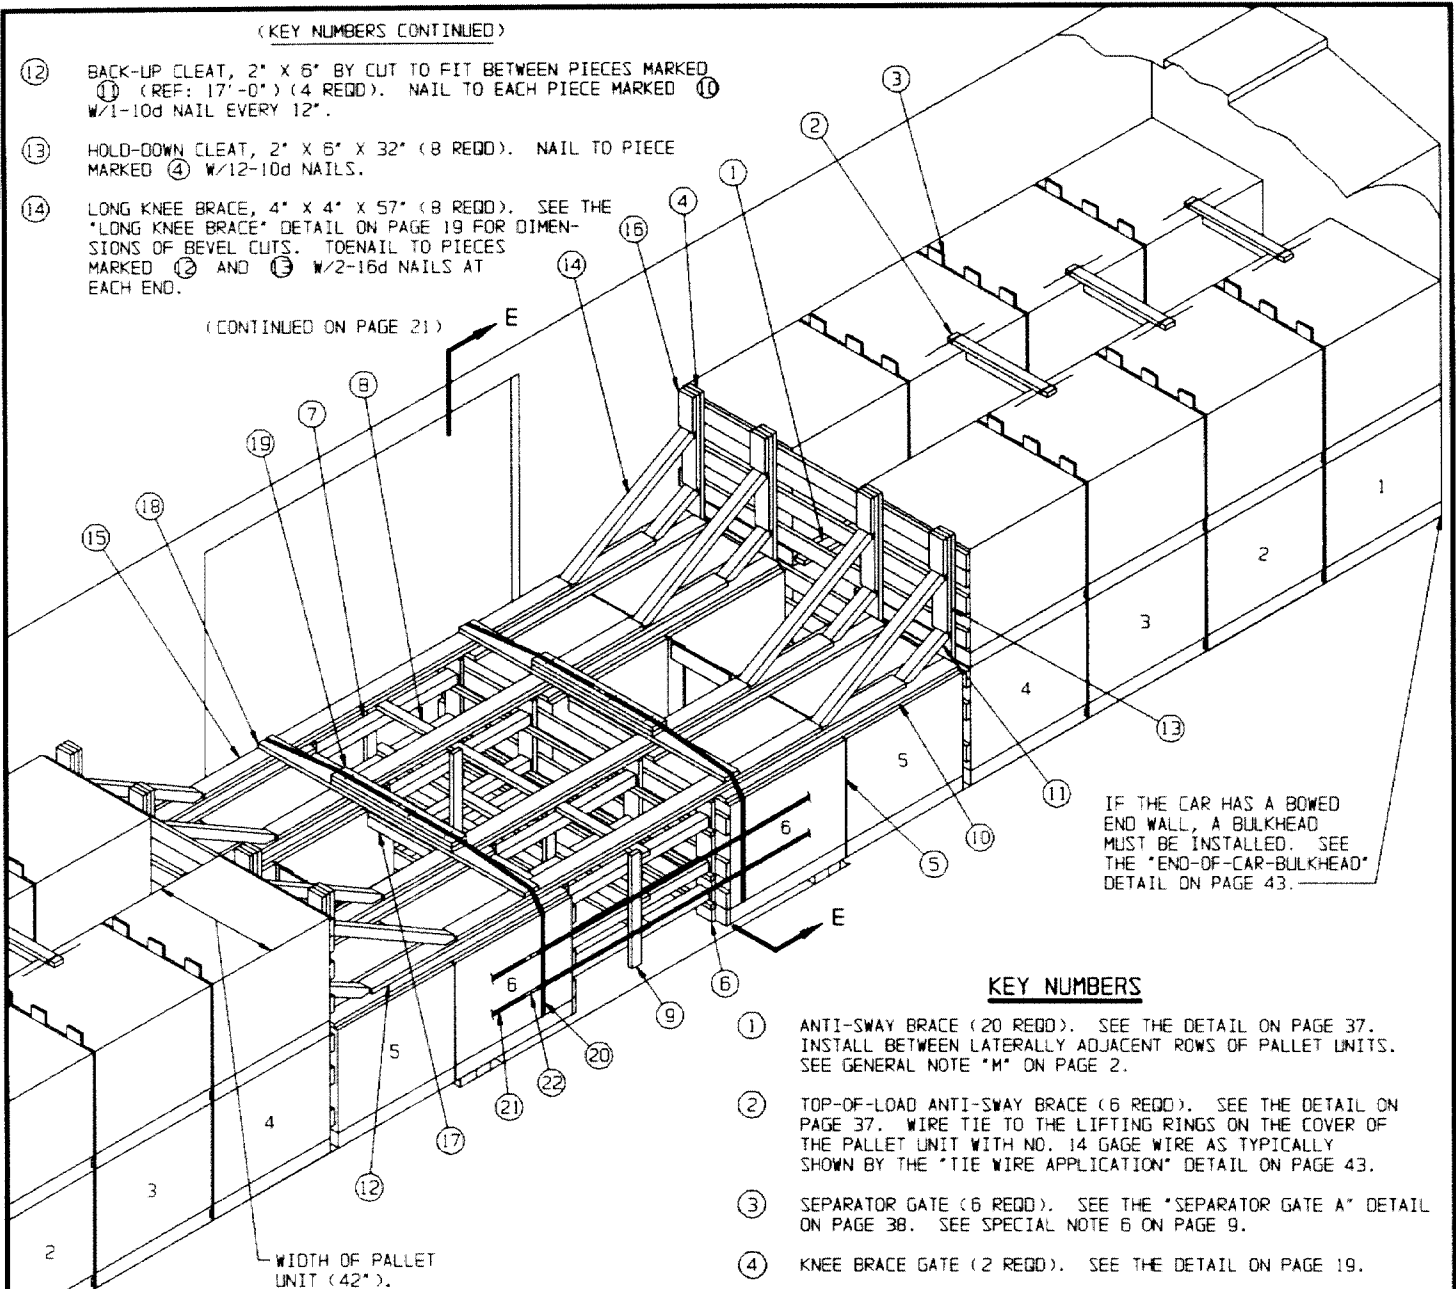 (KEY NUMBERS CONTINUED)
12 BACK-UP CLEAT, 2" X 6" BY CUT TO FIT BETWEEN PIECES MARKED
11 (REF: 17'-0") (4 REQD). NAIL TO EACH PIECE MARKED 10
W/1-10d NAIL EVERY 12".
13 HOLD-DOWN CLEAT, 2" X 6" X 32" (8 REQD). NAIL TO PIECE
MARKED 4 W/12-10d NAILS.
14 LONG KNEE BRACE, 4" X 4" X 57" (8 REQD). SEE THE
"LONG KNEE BRACE" DETAIL ON PAGE 19 FOR DIMEN-
SIONS OF BEVEL CUTS. TOENAIL TO PIECES
MARKED 12 AND 13 W/2-16d NAILS AT
EACH END.
(CONTINUED ON PAGE 21)
3
2
1
4
16
14
E
8
7
19
18
15
1
2
3
4
5
13
11
10
5
6
E
6
9
6
20
22
21
17
12
5
4
3
2
IF THE CAR HAS A BOWED
END WALL, A BULKHEAD
MUST BE INSTALLED. SEE
THE "END-OF-CAR-BULKHEAD"
DETAIL ON PAGE 43.
WIDTH OF PALLET
UNIT (42").
KEY NUMBERS
1 ANTI-SWAY BRACE (20 REQD). SEE THE DETAIL ON PAGE 37.
INSTALL BETWEEN LATERALLY ADJACENT ROWS OF PALLET UNITS.
SEE GENERAL NOTE "M" ON PAGE 2.
2 TOP-OF-LOAD ANTI-SWAY BRACE (6 REQD). SEE THE DETAIL ON
PAGE 37. WIRE TIE TO THE LIFTING RINGS ON THE COVER OF
THE PALLET UNIT WITH NO. 14 GAGE WIRE AS TYPICALLY
SHOWN BY THE "TIE WIRE APPLICATION" DETAIL ON PAGE 43.
3 SEPARATOR GATE (6 REQD). SEE THE "SEPARATOR GATE A" DETAIL
ON PAGE 38. SEE SPECIAL NOTE 6 ON PAGE 9.
4 KNEE BRACE GATE (2 REQD). SEE THE DETAIL ON PAGE 19.